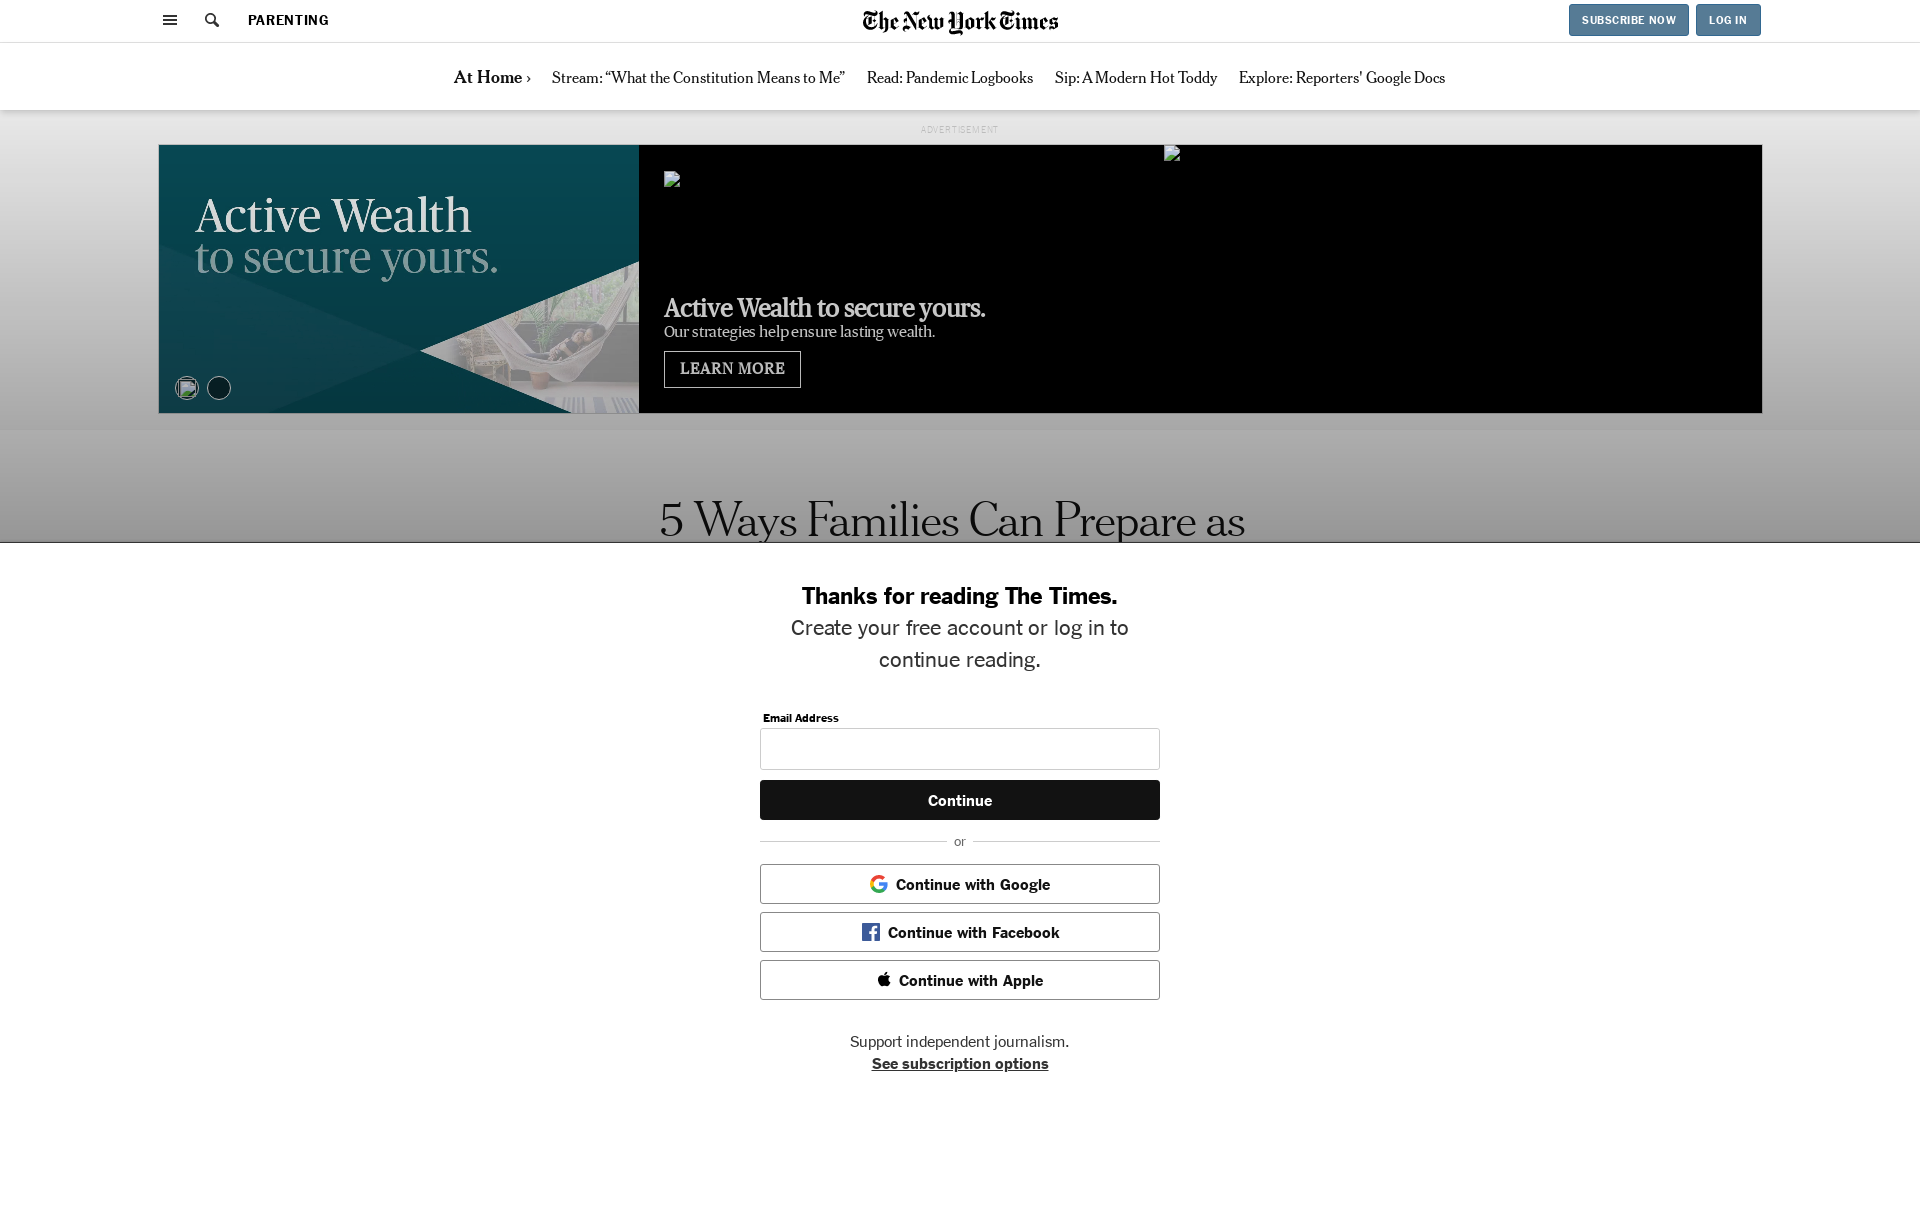 PARENTING
The New York Times
SUBSCRIBE NOW
LOG IN
At Home ›
Stream: “What the Constitution Means to Me”
Read: Pandemic Logbooks
Sip: A Modern Hot Toddy
Explore: Reporters' Google Docs
ADVERTISEMENT
Active Wealth
to secure yours.
Active Wealth to secure yours.
Our strategies help ensure lasting wealth.
LEARN MORE
5 Ways Families Can Prepare as
Thanks for reading The Times.
Create your free account or log in to
continue reading.
Email Address
Continue
or
Continue with Google
Continue with Facebook
Continue with Apple
Support independent journalism.
See subscription options